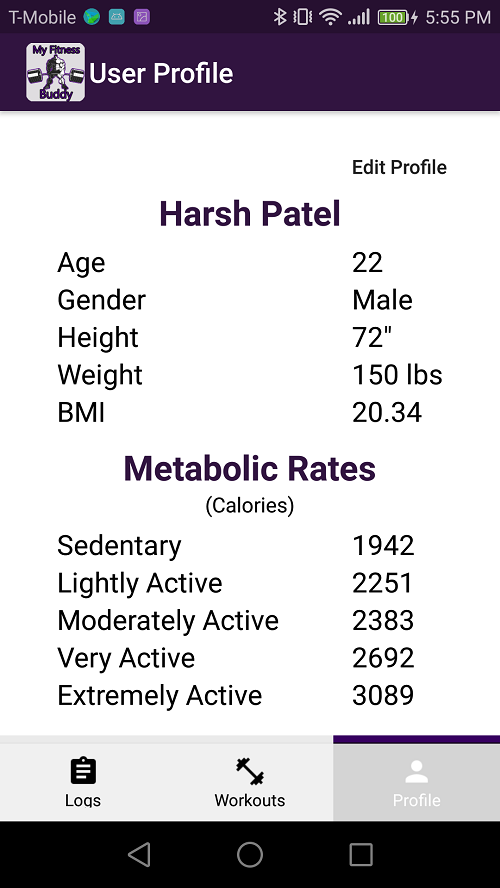 T-Mobile 100 5:55 PM
My Fitness
Buddy
User Profile
Edit Profile
Harsh Patel
Age 22
Gender Male
Height 72"
Weight 150 lbs
BMI 20.34
Metabolic Rates
(Calories)
Sedentary 1942
Lightly Active 2251
Moderately Active 2383
Very Active 2692
Extremely Active 3089
Logs Workouts Profile